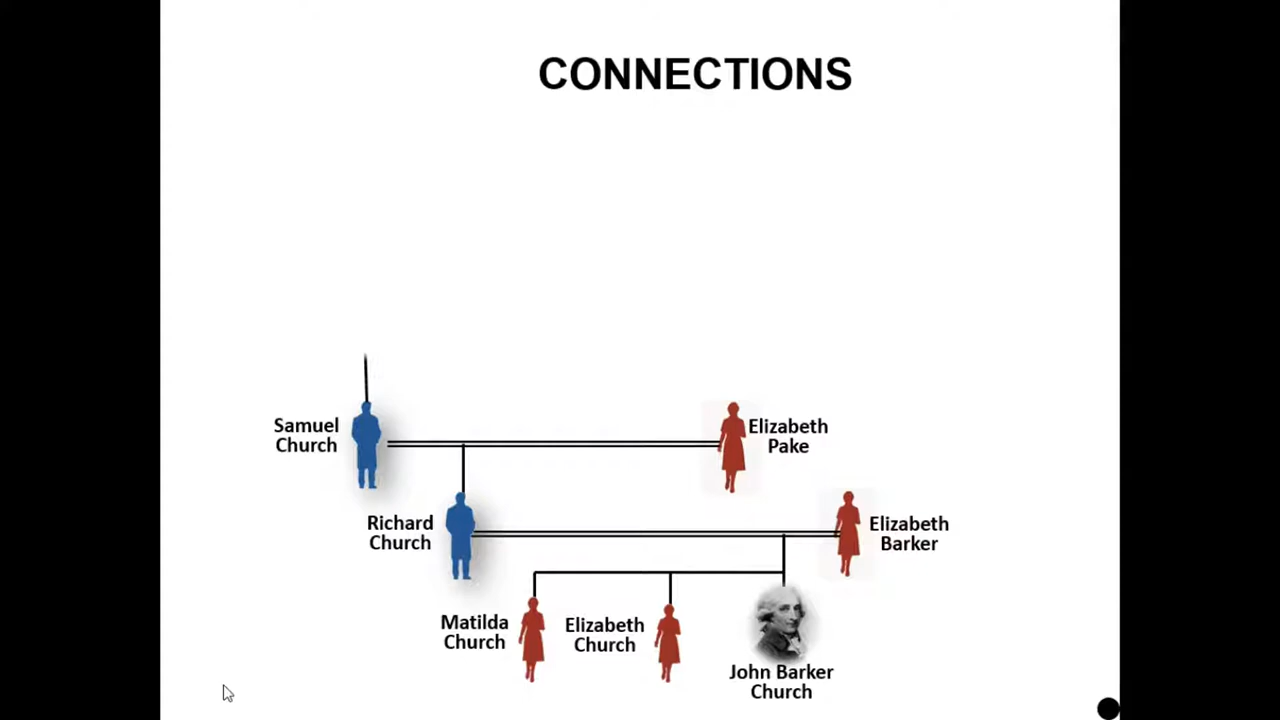 CONNECTIONS
Samuel
Church
Elizabeth
Pake
Richard
Church
Elizabeth
Barker
Matilda
Church
Elizabeth
Church
John Barker
Church